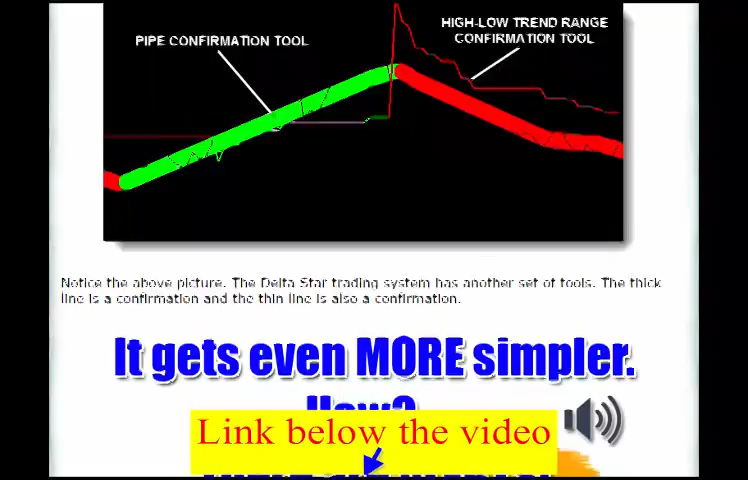 PIPE CONFIRMATION TOOL
HIGH-LOW TREND RANGE
CONFIRMATION TOOL
Notice the above picture. The Delta Star trading system has another set of tools. The thick
line is a confirmation and the thin line is also a confirmation.
It gets even MORE simpler.
How?
Link below the video